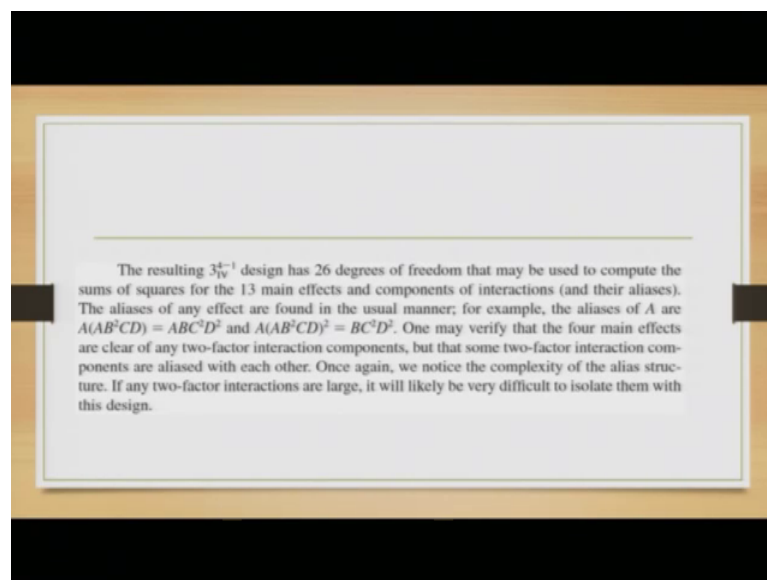 The resulting 3⁴⁻¹_IV design has 26 degrees of freedom that may be used to compute the
sums of squares for the 13 main effects and components of interactions (and their aliases).
The aliases of any effect are found in the usual manner; for example, the aliases of A are
A(AB²CD) = ABC²D² and A(AB²CD)² = BC²D². One may verify that the four main effects
are clear of any two-factor interaction components, but that some two-factor interaction com-
ponents are aliased with each other. Once again, we notice the complexity of the alias struc-
ture. If any two-factor interactions are large, it will likely be very difficult to isolate them with
this design.